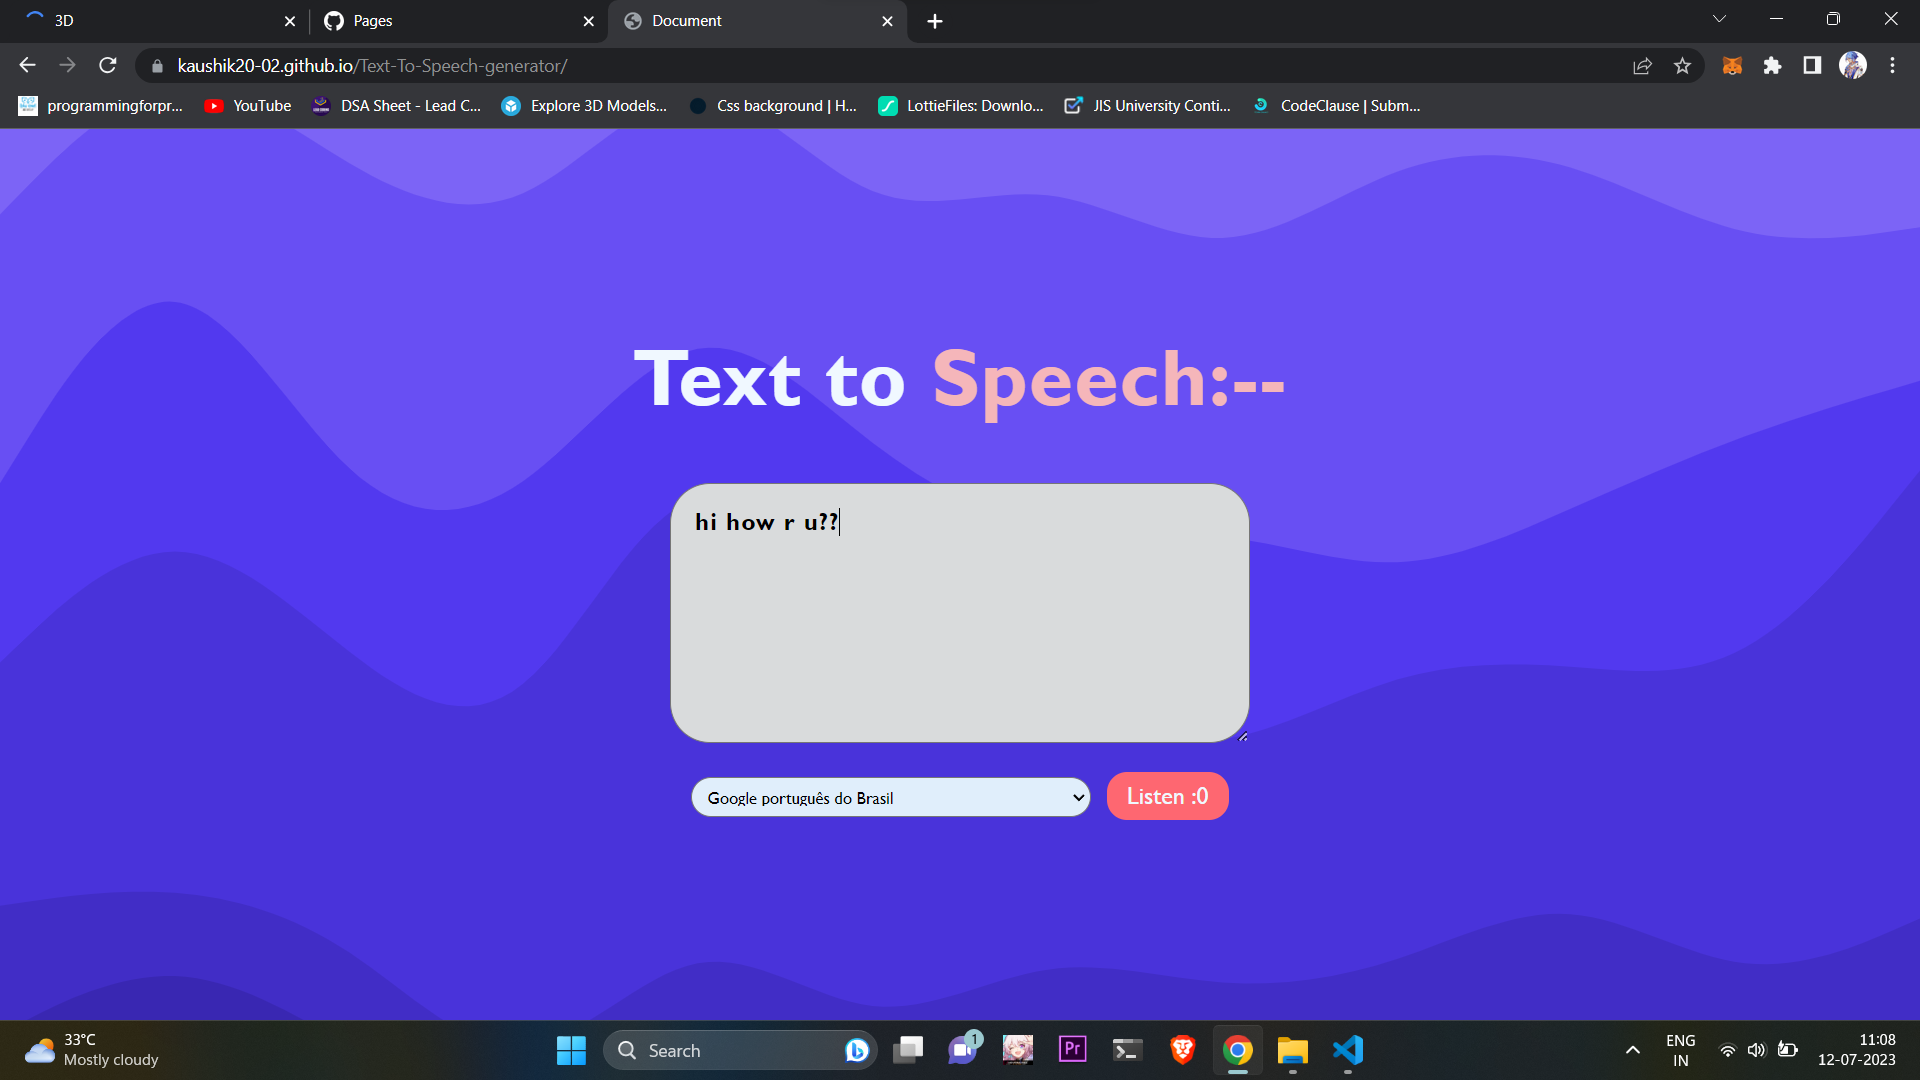 3D
Pages
Document
kaushik20-02.github.io/Text-To-Speech-generator/
programmingforpr...
YouTube
DSA Sheet - Lead C...
Explore 3D Models...
Css background | H...
LottieFiles: Downlo...
JIS University Conti...
CodeClause | Subm...
Text to Speech:--
hi how r u??
Google português do Brasil
Listen :0
33°C
Mostly cloudy
Search
1
Pr
ENG
IN
11:08
12-07-2023